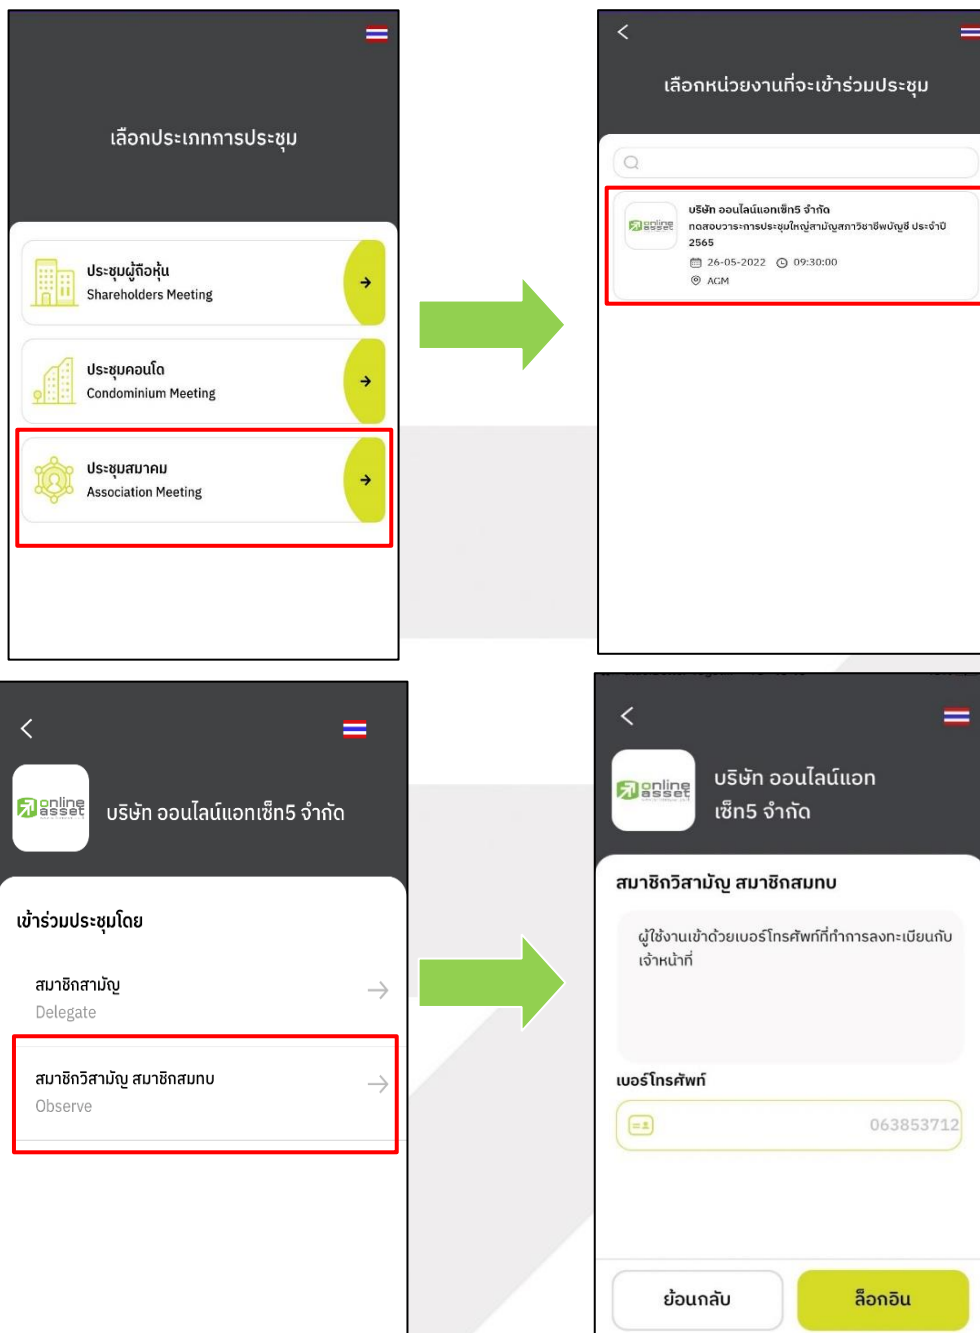 เลือกประเภทการประชุม
ประชุมผู้ถือหุ้น
Shareholders Meeting
ประชุมคอนโด
Condominium Meeting
ประชุมสมาคม
Association Meeting
เลือกหน่วยงานที่จะเข้าร่วมประชุม
online
asset
บริษัท ออนไลน์แอทเซ็ท5 จำกัด
ทดสอบวาระการประชุมใหญ่สามัญสภาวิชาชีพบัญชี ประจำปี
2565
26-05-2022 09:30:00
AGM
online
asset
บริษัท ออนไลน์แอทเซ็ท5 จำกัด
เข้าร่วมประชุมโดย
สมาชิกสามัญ
Delegate
สมาชิกวิสามัญ สมาชิกสมทบ
Observe
online
asset
บริษัท ออนไลน์แอท
เซ็ท5 จำกัด
สมาชิกวิสามัญ สมาชิกสมทบ
ผู้ใช้งานเข้าด้วยเบอร์โทรศัพท์ที่ทำการลงทะเบียนกับ
เจ้าหน้าที่
เบอร์โทรศัพท์
063853712
ย้อนกลับ
ล็อกอิน